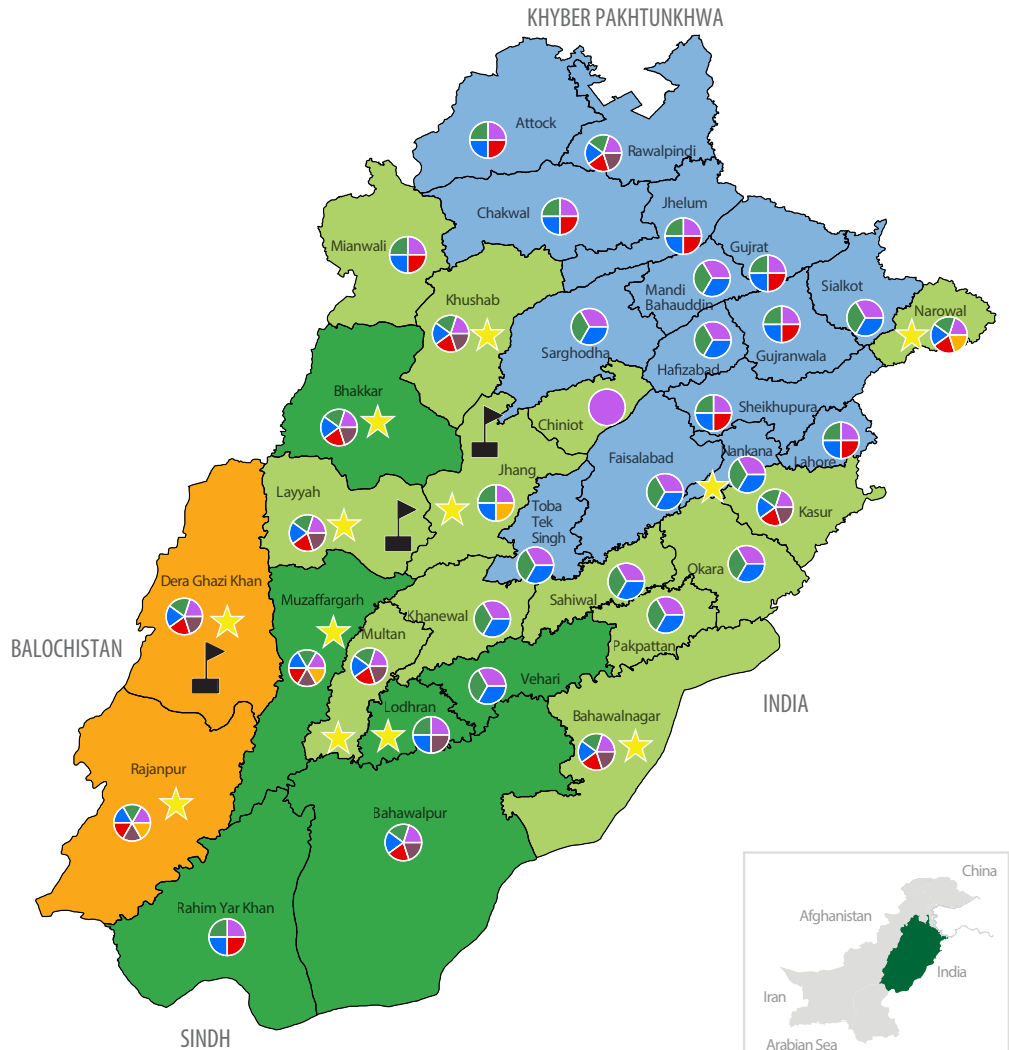 KHYBER PAKHTUNKHWA
Attock
Rawalpindi
Chakwal
Jhelum
Mianwali
Gujrat
Mandi
Bahauddin
Sialkot
Khushab
Narowal
Sarghodha
Gujranwala
Hafizabad
Bhakkar
Sheikhupura
Chiniot
Nankana
Lahore
Faisalabad
Jhang
Layyah
Kasur
Toba
Tek
Singh
Okara
Dera Ghazi Khan
Muzaffargarh
Khanewal
Sahiwal
Multan
Pakpattan
BALOCHISTAN
Vehari
INDIA
Lodhran
Bahawalnagar
Rajanpur
Bahawalpur
Rahim Yar Khan
SINDH
China
Afghanistan
India
Iran
Arabian Sea